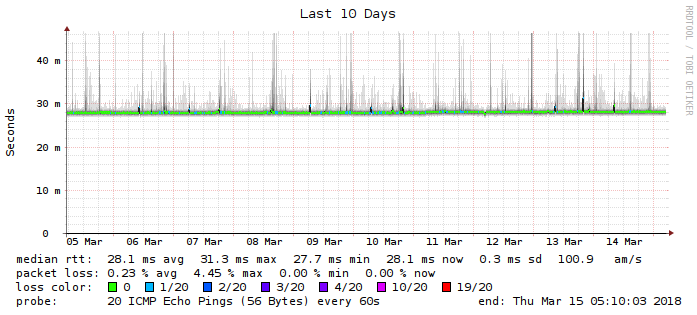 Last 10 Days
RRDTOOL / TOBI OETIKER
Seconds
40 m
30 m
20 m
10 m
0
05 Mar 06 Mar 07 Mar 08 Mar 09 Mar 10 Mar 11 Mar 12 Mar 13 Mar 14 Mar
median rtt: 28.1 ms avg 31.3 ms max 27.7 ms min 28.1 ms now 0.3 ms sd 100.9 am/s
packet loss: 0.23 % avg 4.45 % max 0.00 % min 0.00 % now
loss color: 0 1/20 2/20 3/20 4/20 10/20 19/20
probe: 20 ICMP Echo Pings (56 Bytes) every 60s end: Thu Mar 15 05:10:03 2018